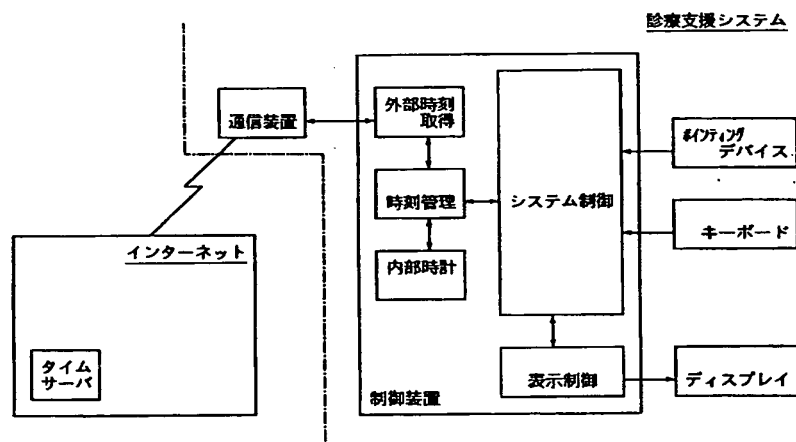 診療支援システム
通信装置
外部時刻
取得
ポインティング
デバイス
時刻管理
システム制御
キーボード
インターネット
内部時計
タイム
サーバ
表示制御
ディスプレイ
制御装置